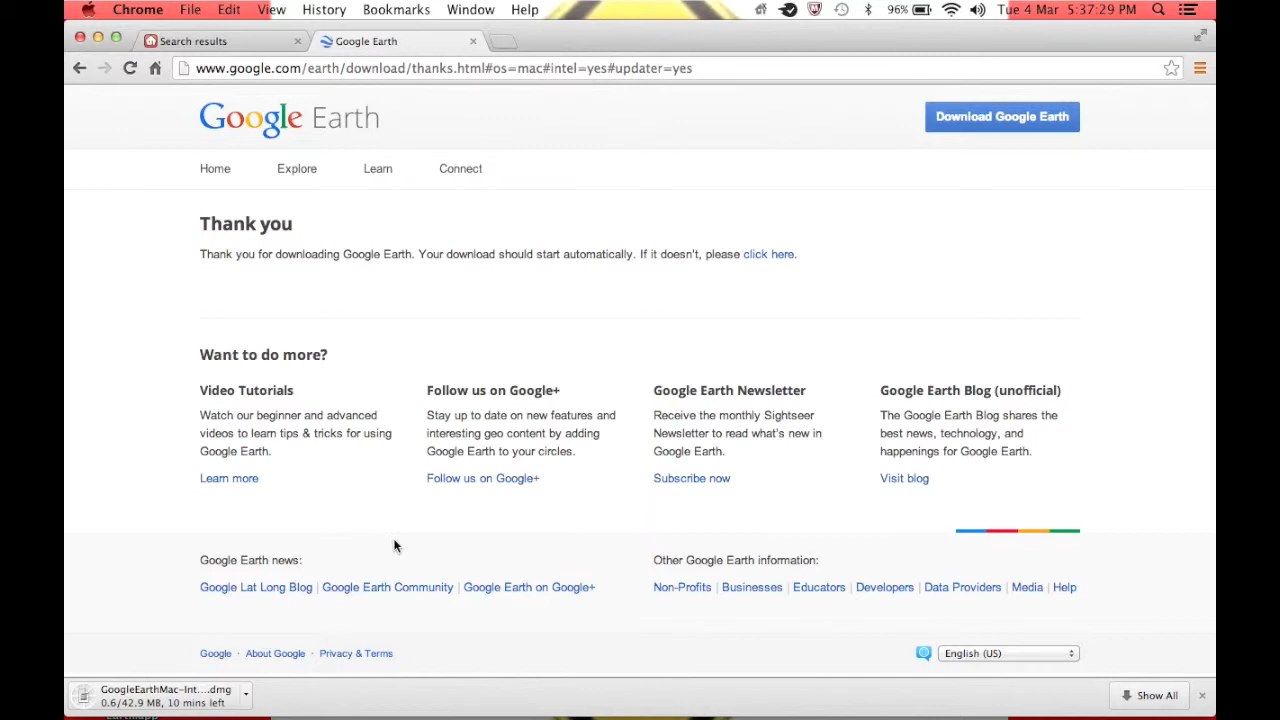 Chrome File Edit View History Bookmarks Window Help 96% Tue 4 Mar 5:37:29 PM
Search results Google Earth
www.google.com/earth/download/thanks.html#os=mac#intel=yes#updater=yes
Google Earth
Download Google Earth
Home Explore Learn Connect
Thank you
Thank you for downloading Google Earth. Your download should start automatically. If it doesn't, please click here.
Want to do more?
Video Tutorials
Watch our beginner and advanced
videos to learn tips & tricks for using
Google Earth.
Learn more
Follow us on Google+
Stay up to date on new features and
interesting geo content by adding
Google Earth to your circles.
Follow us on Google+
Google Earth Newsletter
Receive the monthly Sightseer
Newsletter to read what's new in
Google Earth.
Subscribe now
Google Earth Blog (unofficial)
The Google Earth Blog shares the
best news, technology, and
happenings for Google Earth.
Visit blog
Google Earth news:
Google Lat Long Blog | Google Earth Community | Google Earth on Google+
Other Google Earth information:
Non-Profits | Businesses | Educators | Developers | Data Providers | Media | Help
Google · About Google · Privacy & Terms
English (US)
GoogleEarthMac-Int....dmg
0.6/42.9 MB, 10 mins left
Show All